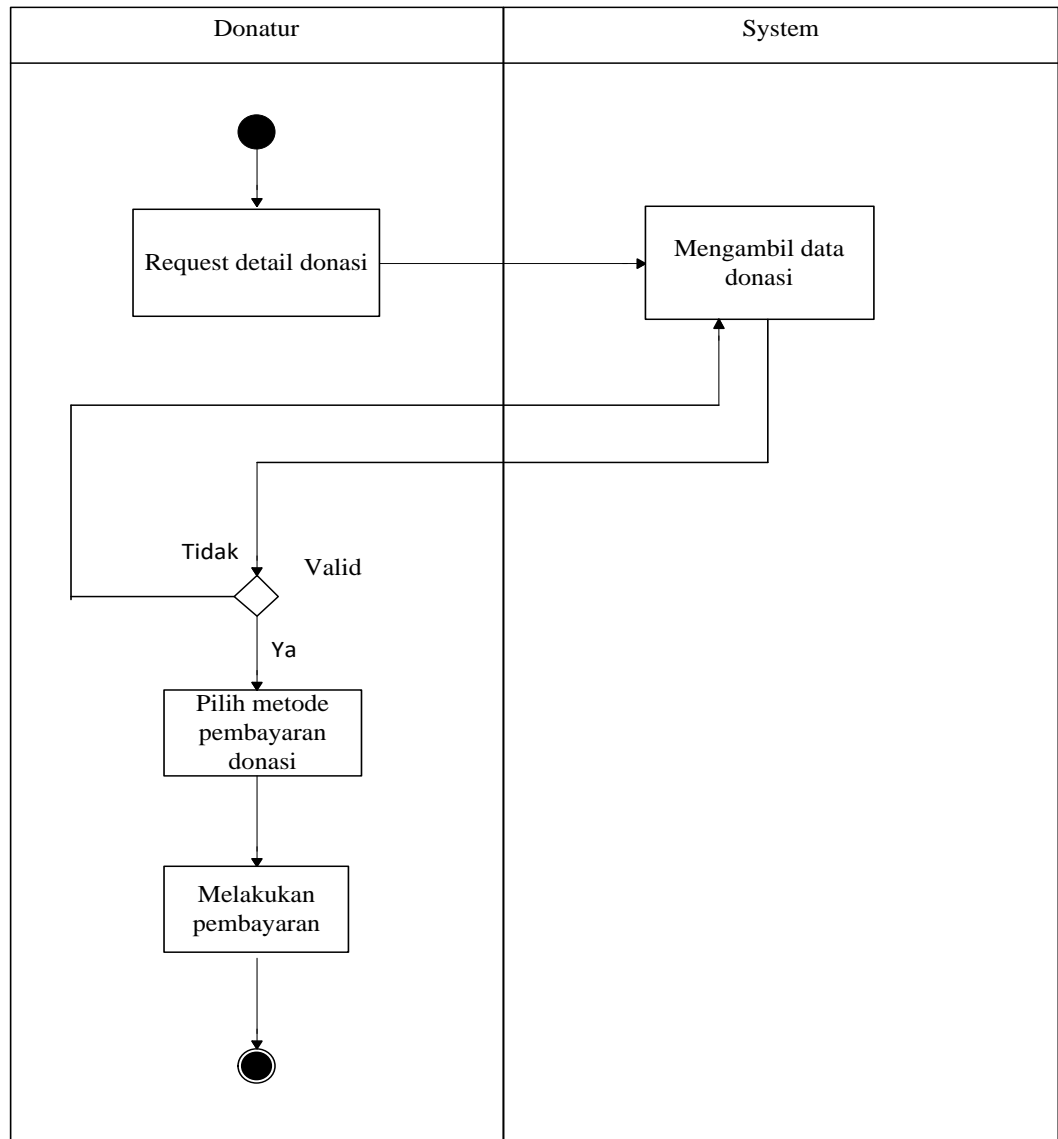 Donatur
System
Request detail donasi
Mengambil data
donasi
Tidak
Valid
Ya
Pilih metode
pembayaran
donasi
Melakukan
pembayaran